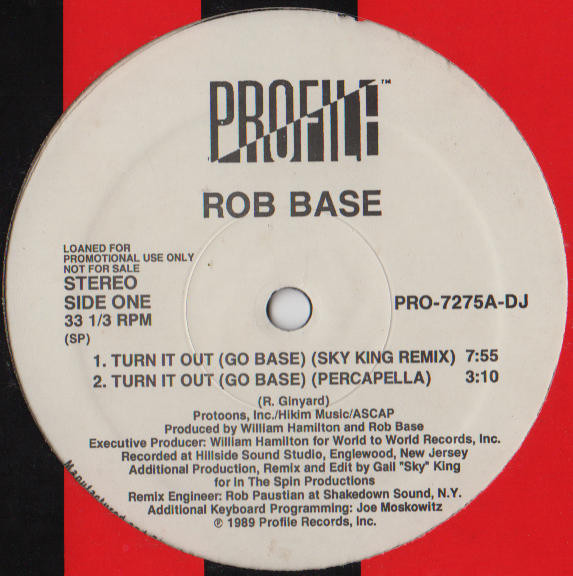 PROFILE™
ROB BASE
LOANED FOR
PROMOTIONAL USE ONLY
NOT FOR SALE
STEREO
SIDE ONE
33 1/3 RPM
(SP)
PRO-7275A-DJ
1. TURN IT OUT (GO BASE) (SKY KING REMIX) 7:55
2. TURN IT OUT (GO BASE) (PERCAPELLA) 3:10
(R. Ginyard)
Protoons, Inc./Hikim Music/ASCAP
Produced by William Hamilton and Rob Base
Executive Producer: William Hamilton for World to World Records, Inc.
Recorded at Hillside Sound Studio, Englewood, New Jersey
Additional Production, Remix and Edit by Gail "Sky" King
for In The Spin Productions
Remix Engineer: Rob Paustian at Shakedown Sound, N.Y.
Additional Keyboard Programming: Joe Moskowitz
℗ 1989 Profile Records, Inc.
Manufactured